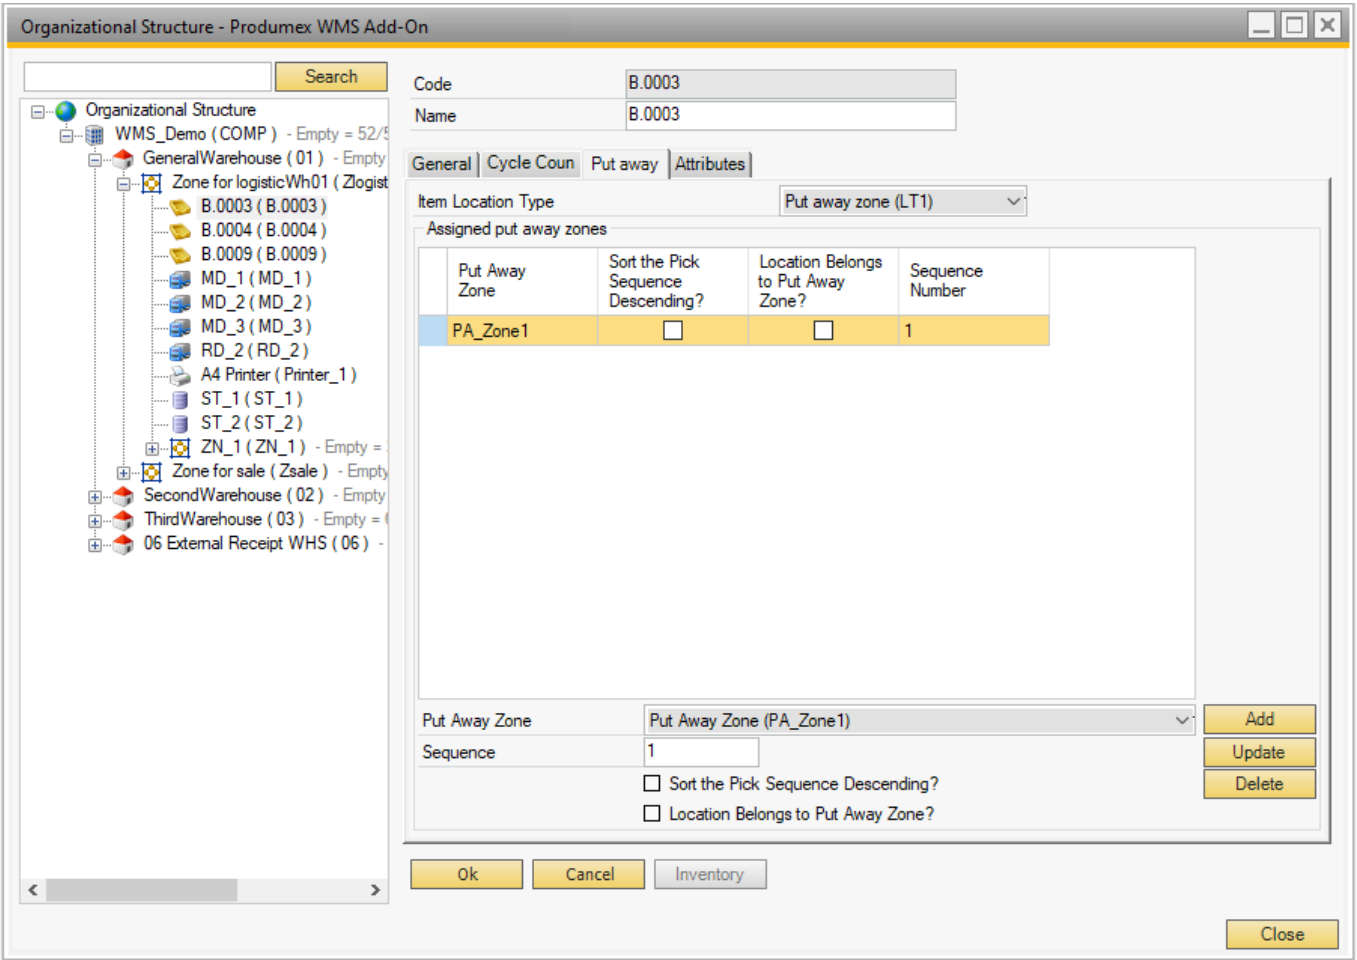 Organizational Structure - Produmex WMS Add-On
Search
Organizational Structure
WMS_Demo ( COMP ) - Empty = 52/5
GeneralWarehouse ( 01 ) - Empty
Zone for logisticWh01 ( Zlogist
B.0003 ( B.0003 )
B.0004 ( B.0004 )
B.0009 ( B.0009 )
MD_1 ( MD_1 )
MD_2 ( MD_2 )
MD_3 ( MD_3 )
RD_2 ( RD_2 )
A4 Printer ( Printer_1 )
ST_1 ( ST_1 )
ST_2 ( ST_2 )
ZN_1 ( ZN_1 ) - Empty =
Zone for sale ( Zsale ) - Empty
SecondWarehouse ( 02 ) - Empty
ThirdWarehouse ( 03 ) - Empty =
06 External Receipt WHS ( 06 ) -
Code
B.0003
Name
B.0003
General
Cycle Coun
Put away
Attributes
Item Location Type
Put away zone (LT1)
Assigned put away zones
Put Away
Zone
Sort the Pick
Sequence
Descending?
Location Belongs
to Put Away
Zone?
Sequence
Number
PA_Zone1
1
Put Away Zone
Put Away Zone (PA_Zone1)
Add
Sequence
1
Update
Sort the Pick Sequence Descending?
Delete
Location Belongs to Put Away Zone?
Ok
Cancel
Inventory
Close